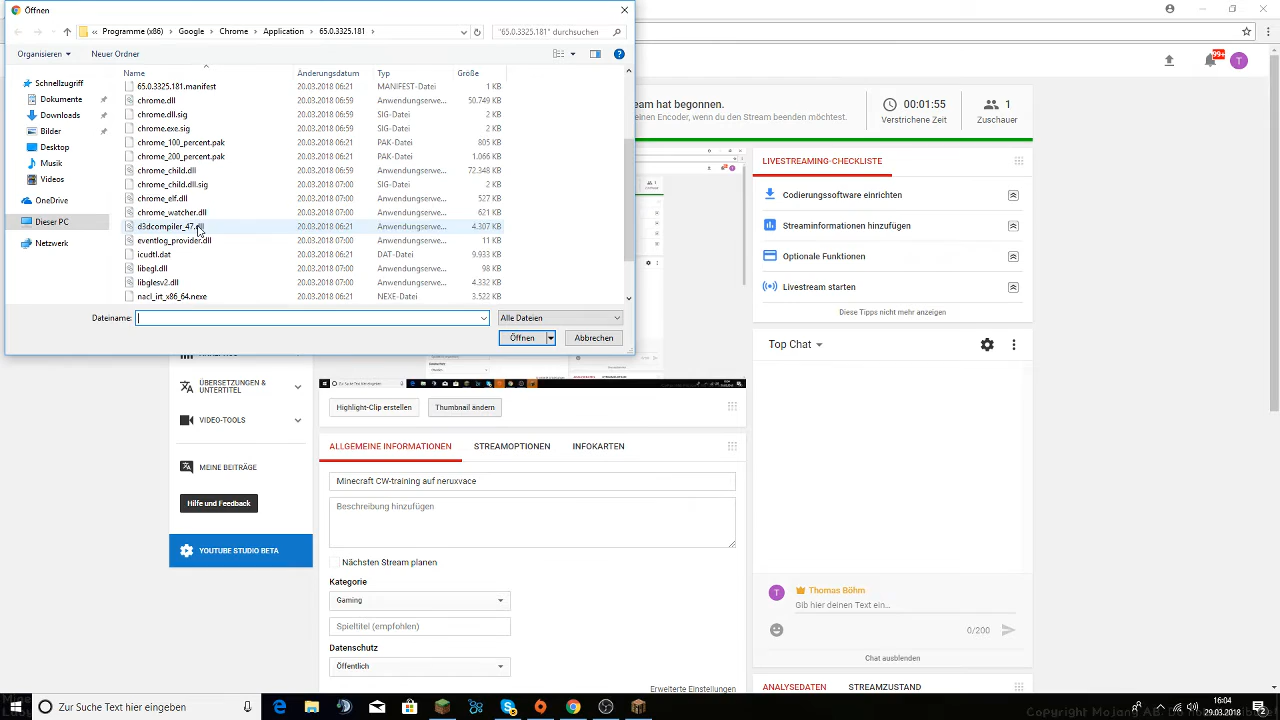 Öffnen
Programme (x86) > Google > Chrome > Application > 65.0.3325.181 >
"65.0.3325.181" durchsuchen
Organisieren
Neuer Ordner
Name
Änderungsdatum
Typ
Größe
Schnellzugriff
Dokumente
Downloads
Bilder
Desktop
Musik
Videos
OneDrive
Dieser PC
Netzwerk
65.0.3325.181.manifest 20.03.2018 06:21 MANIFEST-Datei 1 KB
chrome.dll 20.03.2018 06:59 Anwendungserwe... 50.749 KB
chrome.dll.sig 20.03.2018 06:59 SIG-Datei 2 KB
chrome.exe.sig 20.03.2018 06:59 SIG-Datei 2 KB
chrome_100_percent.pak 20.03.2018 06:21 PAK-Datei 805 KB
chrome_200_percent.pak 20.03.2018 06:21 PAK-Datei 1.066 KB
chrome_child.dll 20.03.2018 06:59 Anwendungserwe... 72.348 KB
chrome_child.dll.sig 20.03.2018 07:00 SIG-Datei 2 KB
chrome_elf.dll 20.03.2018 07:00 Anwendungserwe... 527 KB
chrome_watcher.dll 20.03.2018 07:00 Anwendungserwe... 621 KB
d3dcompiler_47.dll 20.03.2018 06:21 Anwendungserwe... 4.307 KB
eventlog_provider.dll 20.03.2018 07:00 Anwendungserwe... 11 KB
icudtl.dat 20.03.2018 06:21 DAT-Datei 9.933 KB
libegl.dll 20.03.2018 07:00 Anwendungserwe... 98 KB
libglesv2.dll 20.03.2018 07:00 Anwendungserwe... 4.332 KB
nacl_irt_x86_64.nexe 20.03.2018 06:21 NEXE-Datei 3.522 KB
Dateiname:
Alle Dateien
Öffnen
Abbrechen
99+
T
eam hat begonnen.
einen Encoder, wenn du den Stream beenden möchtest.
00:01:55
Verstrichene Zeit
1
Zuschauer
LIVESTREAMING-CHECKLISTE
Codierungssoftware einrichten
Streaminformationen hinzufügen
Optionale Funktionen
Livestream starten
Diese Tipps nicht mehr anzeigen
Top Chat
T
Thomas Böhm
Gib hier deinen Text ein...
0/200
Chat ausblenden
ANALYSEDATEN
STREAMZUSTAND
ÜBERSETZUNGEN &
UNTERTITEL
VIDEO-TOOLS
MEINE BEITRÄGE
Hilfe und Feedback
YOUTUBE STUDIO BETA
Highlight-Clip erstellen
Thumbnail ändern
ALLGEMEINE INFORMATIONEN
STREAMOPTIONEN
INFOKARTEN
Minecraft CW-training auf neruxvace
Beschreibung hinzufügen
Nächsten Stream planen
Kategorie
Gaming
Spieltitel (empfohlen)
Datenschutz
Öffentlich
Erweiterte Einstellungen
Zur Suche Text hier eingeben
16:04
29.03.2018
Copyright Mojang AB.